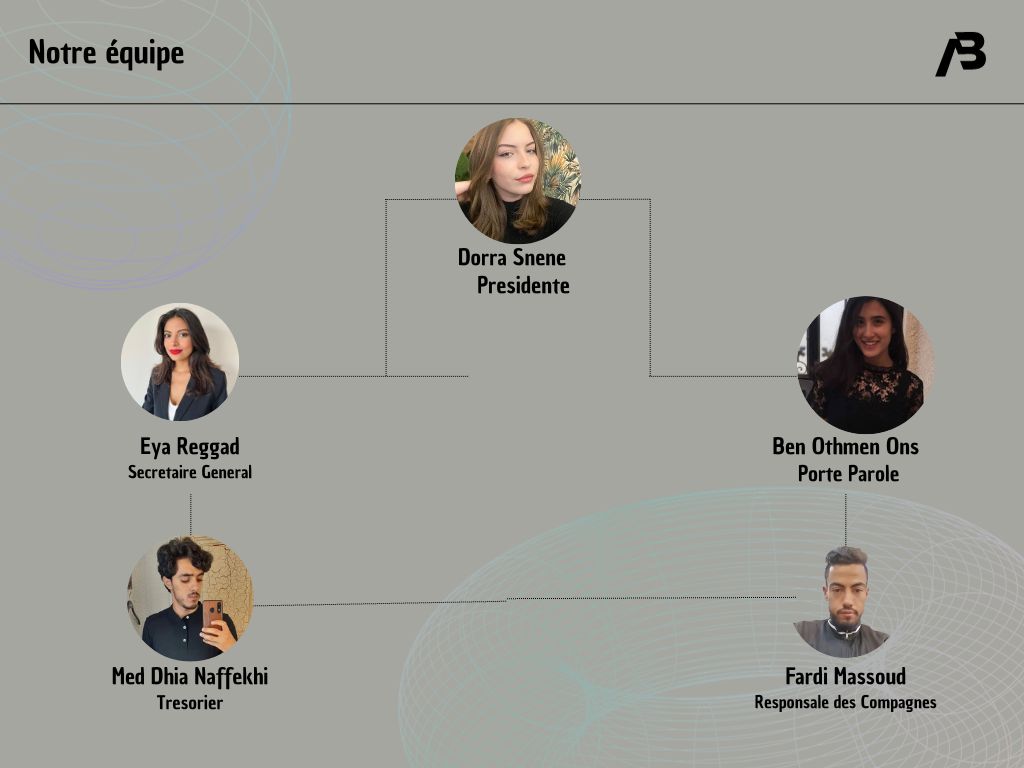 Notre équipe
B
Dorra Snene
Presidente
Eya Reggad
Secretaire General
Ben Othmen Ons
Porte Parole
Med Dhia Naffekhi
Tresorier
Fardi Massoud
Responsale des Compagnes